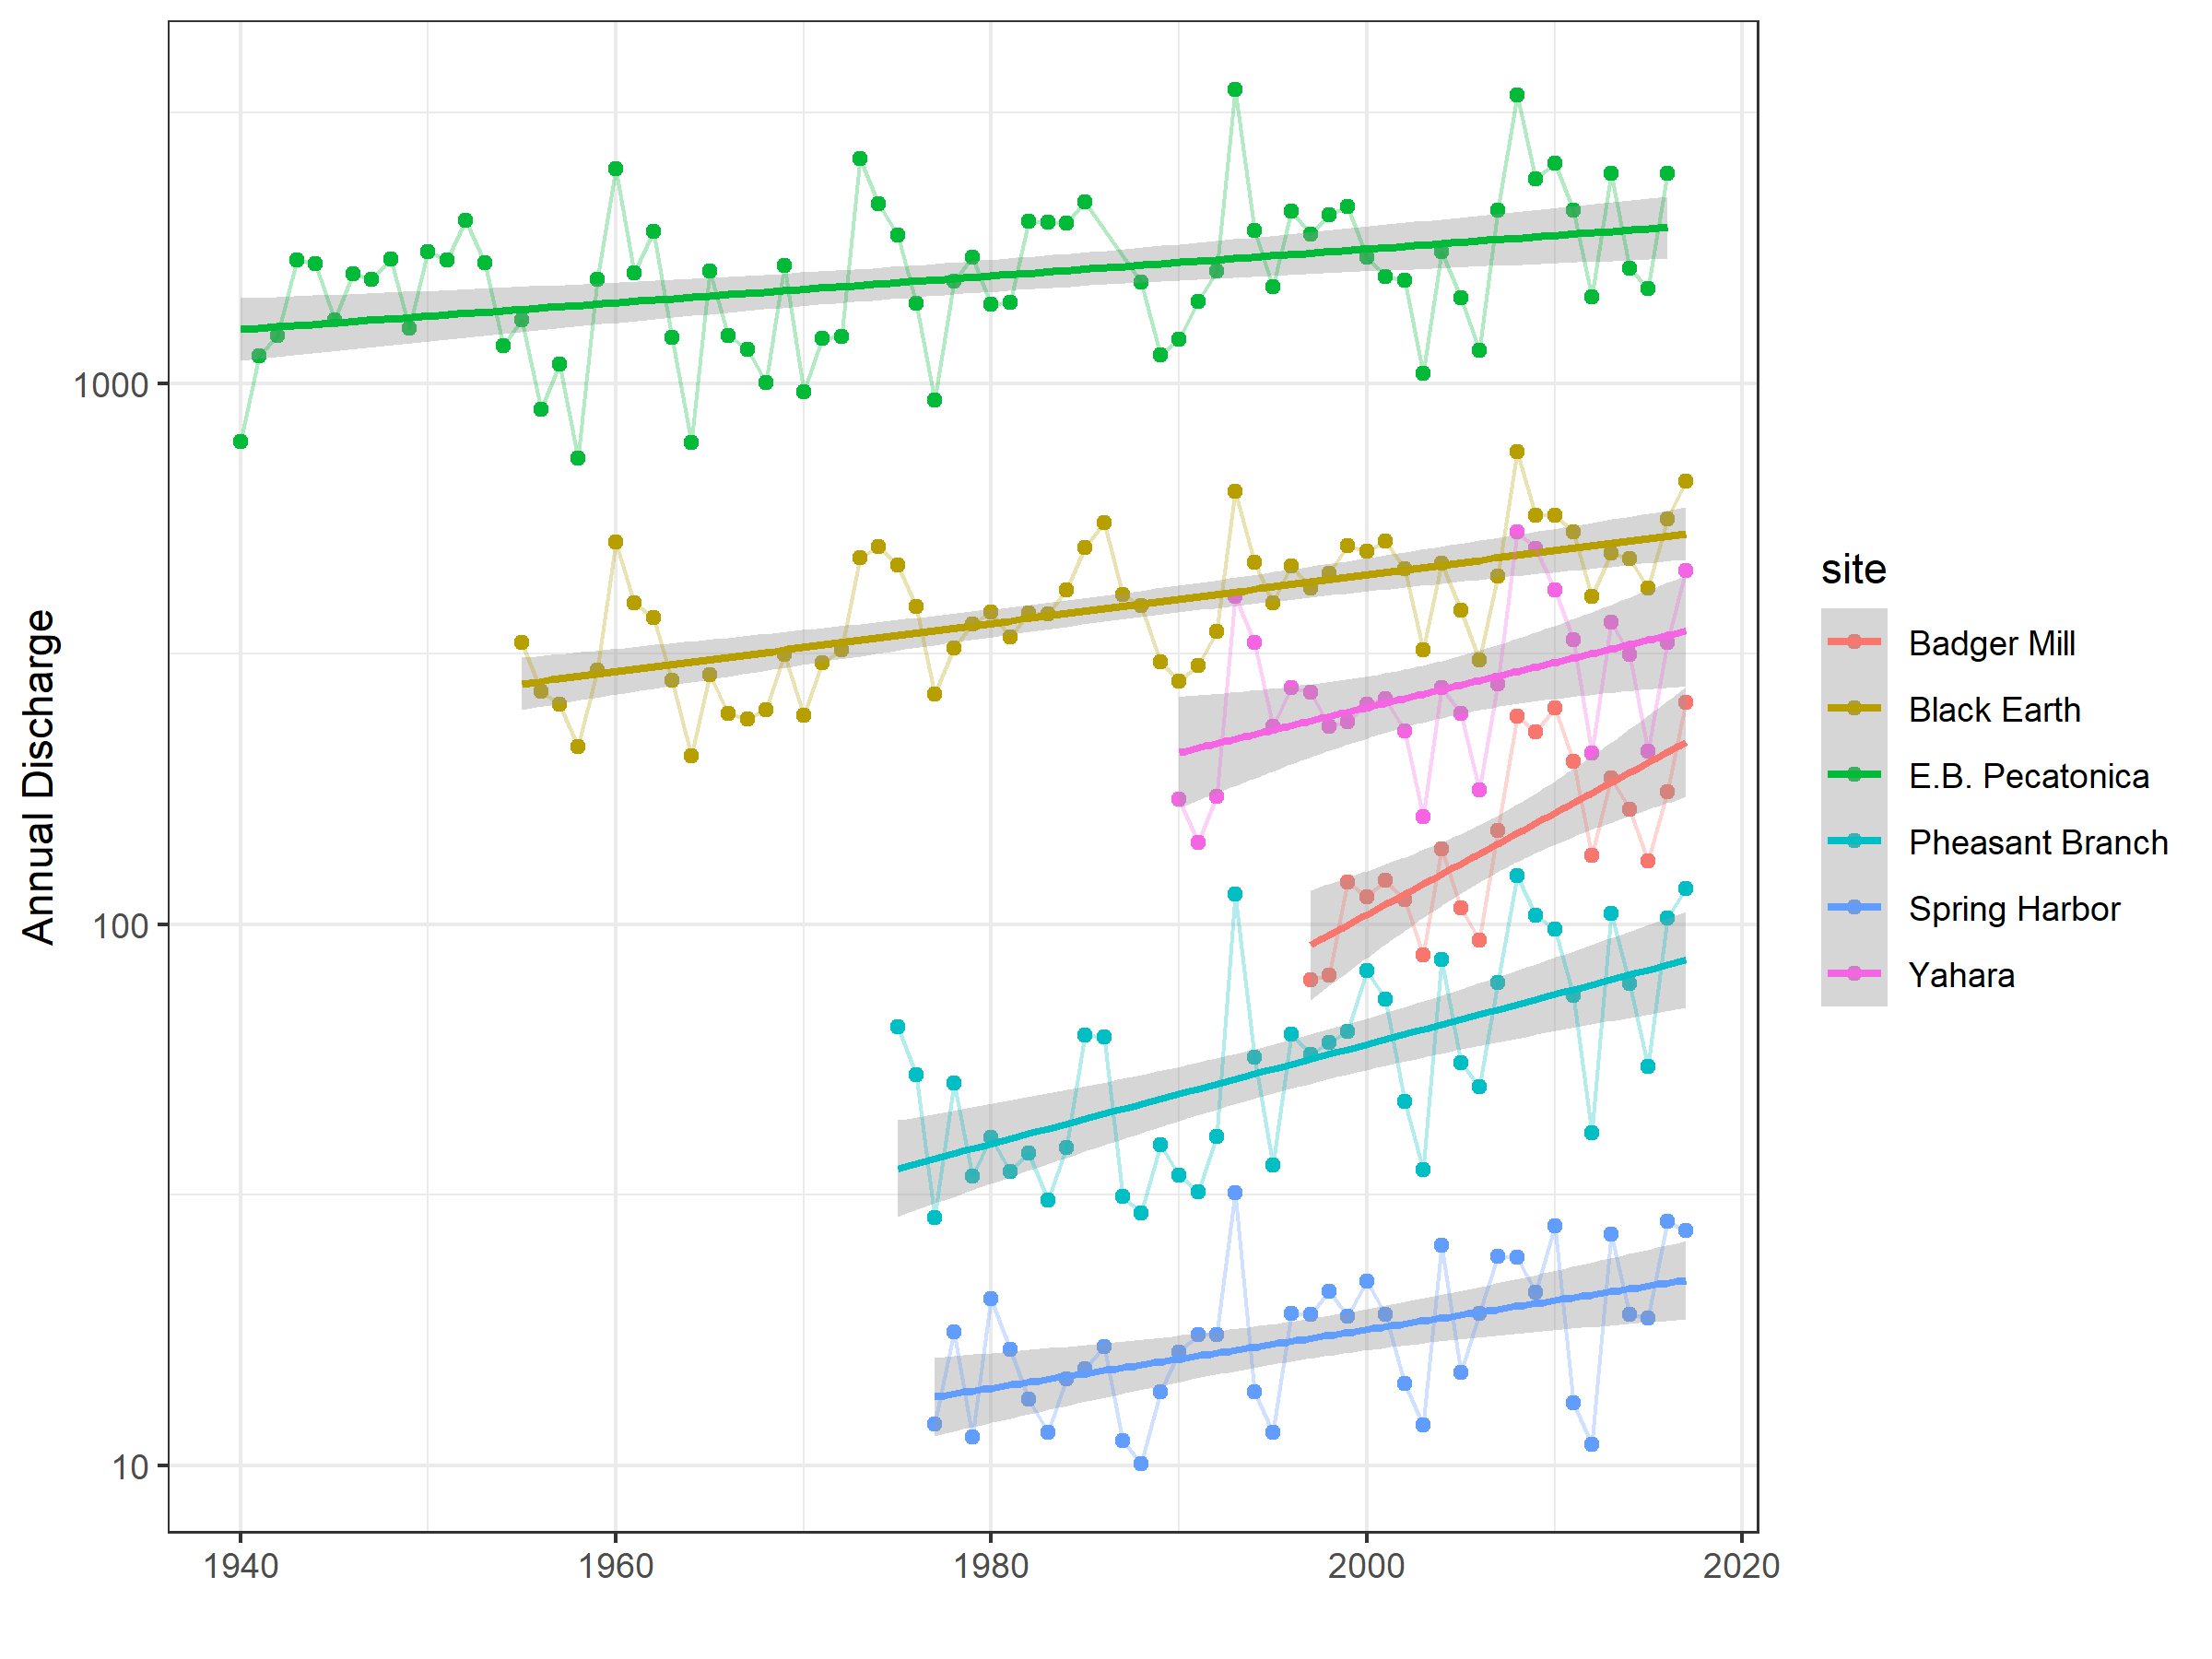 Annual Discharge
1000
100
10
1940 1960 1980 2000 2020
site
Badger Mill
Black Earth
E.B. Pecatonica
Pheasant Branch
Spring Harbor
Yahara